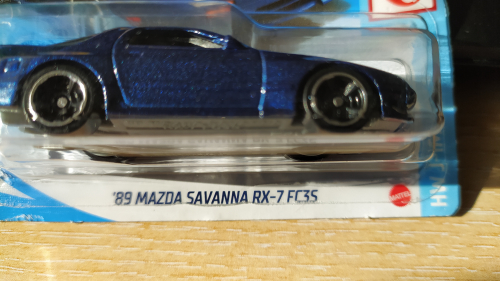 '89 MAZDA SAVANNA RX-7 FC3S